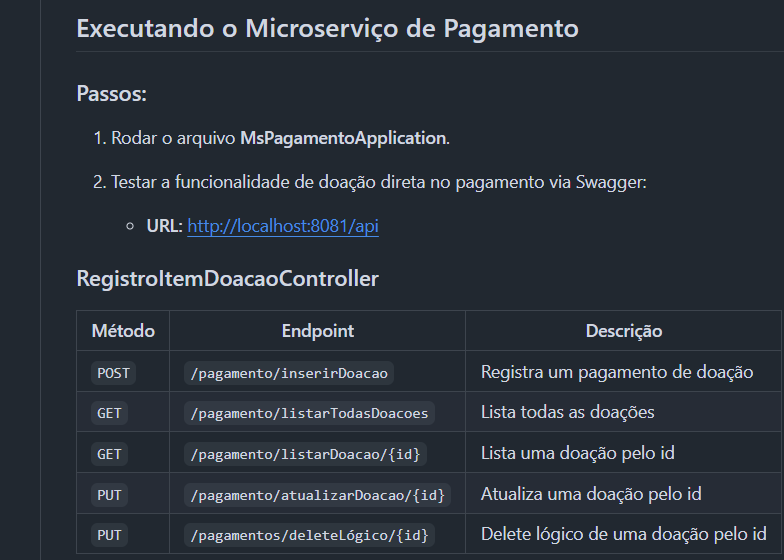 Executando o Microserviço de Pagamento
Passos:
1. Rodar o arquivo MsPagamentoApplication.
2. Testar a funcionalidade de doação direta no pagamento via Swagger:
URL: http://localhost:8081/api
RegistroItemDoacaoController
Método Endpoint Descrição
POST /pagamento/inserirDoacao Registra um pagamento de doação
GET /pagamento/listarTodasDoacoes Lista todas as doações
GET /pagamento/listarDoacao/{id} Lista uma doação pelo id
PUT /pagamento/atualizarDoacao/{id} Atualiza uma doação pelo id
PUT /pagamentos/deleteLógico/{id} Delete lógico de uma doação pelo id